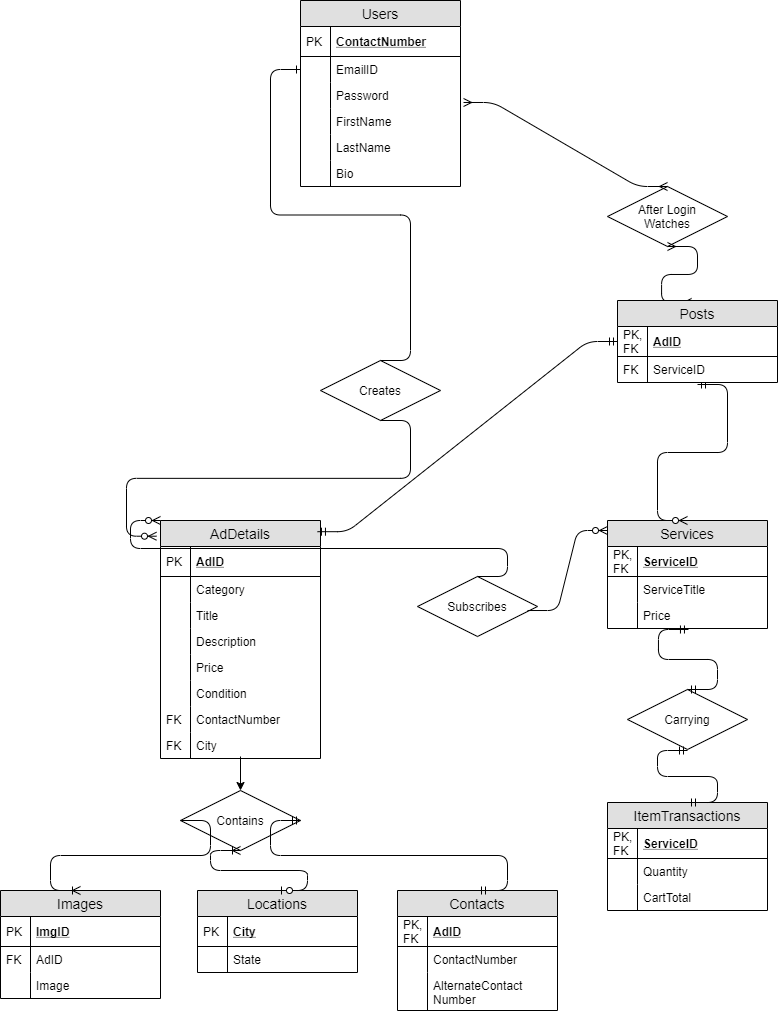 Users
PK ContactNumber
EmailID
Password
FirstName
LastName
Bio
After Login
Watches
Posts
PK,
FK
AdID
FK ServiceID
Creates
AdDetails
PK AdID
Category
Title
Description
Price
Condition
FK ContactNumber
FK City
Subscribes
Services
PK,
FK
ServiceID
ServiceTitle
Price
Carrying
ItemTransactions
PK,
FK
ServiceID
Quantity
CartTotal
Contains
Images
PK ImgID
FK AdID
Image
Locations
PK City
State
Contacts
PK,
FK
AdID
ContactNumber
AlternateContact
Number